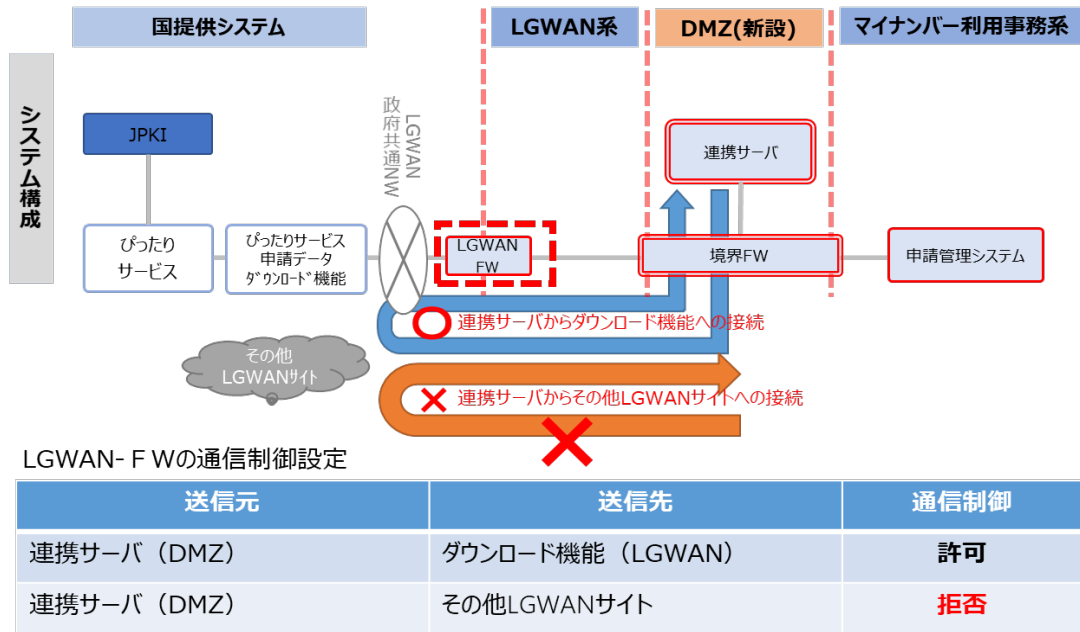 国提供システム
LGWAN系
DMZ(新設)
マイナンバー利用事務系
システム構成
JPKI
LGWAN
政府共通NW
連携サーバ
ぴったり
サービス
ぴったりサービス
申請データ
ﾀﾞｳﾝﾛｰﾄﾞ機能
LGWAN
FW
境界FW
申請管理システム
連携サーバからダウンロード機能への接続
その他
LGWANｻｲﾄ
連携サーバからその他LGWANサイトへの接続
LGWAN-ＦＷの通信制御設定
送信元
送信先
通信制御
連携サーバ（DMZ）
ダウンロード機能（LGWAN）
許可
連携サーバ（DMZ）
その他LGWANサイト
拒否